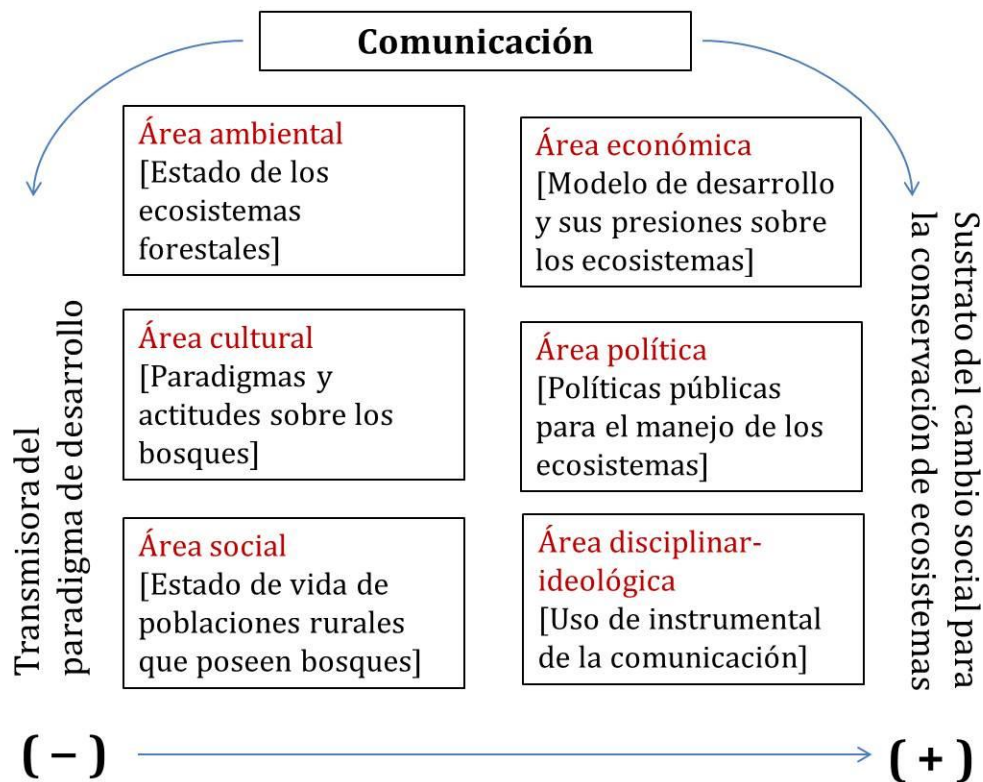 Comunicación
Área ambiental
[Estado de los
ecosistemas
forestales]
Área económica
[Modelo de desarrollo
y sus presiones sobre
los ecosistemas]
Área cultural
[Paradigmas y
actitudes sobre los
bosques]
Área política
[Políticas públicas
para el manejo de los
ecosistemas]
Área social
[Estado de vida de
poblaciones rurales
que poseen bosques]
Área disciplinar-
ideológica
[Uso de instrumental
de la comunicación]
Transmisora del
paradigma de desarrollo
Sustrato del cambio social para
la conservación de ecosistemas
( – )
( + )